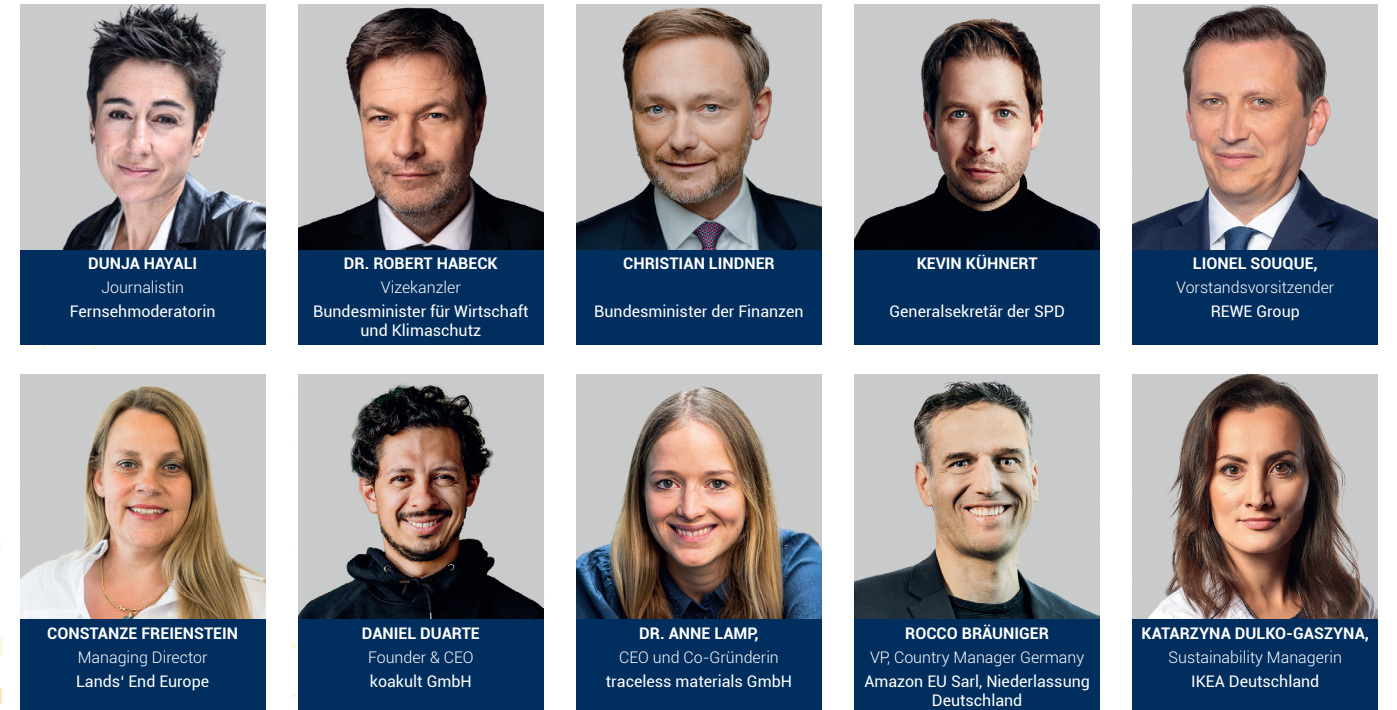 DUNJA HAYALI
Journalistin
Fernsehmoderatorin
DR. ROBERT HABECK
Vizekanzler
Bundesminister für Wirtschaft
und Klimaschutz
CHRISTIAN LINDNER
Bundesminister der Finanzen
KEVIN KÜHNERT
Generalsekretär der SPD
LIONEL SOUQUE,
Vorstandsvorsitzender
REWE Group
CONSTANZE FREIENSTEIN
Managing Director
Lands‘ End Europe
DANIEL DUARTE
Founder & CEO
koakult GmbH
DR. ANNE LAMP,
CEO und Co-Gründerin
traceless materials GmbH
ROCCO BRÄUNIGER
VP, Country Manager Germany
Amazon EU Sarl, Niederlassung
Deutschland
KATARZYNA DULKO-GASZYNA,
Sustainability Managerin
IKEA Deutschland